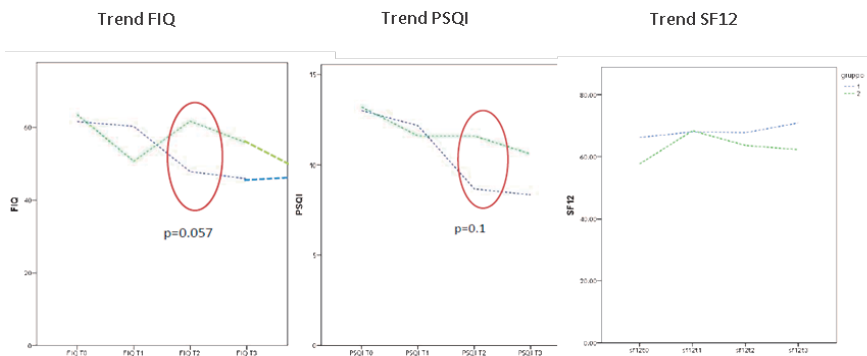 Trend FIQ
Trend PSQI
Trend SF12
FIQ
60
40
20
0
p=0.057
FIQ T0
FIQ T1
FIQ T2
FIQ T3
PSQI
15
10
5
0
p=0.1
PSQI T0
PSQI T1
PSQI T2
PSQI T3
SF12
80.00
60.00
40.00
20.00
0.00
sf12t0
sf12t1
sf12t2
sf12t3
gruppo
1
2